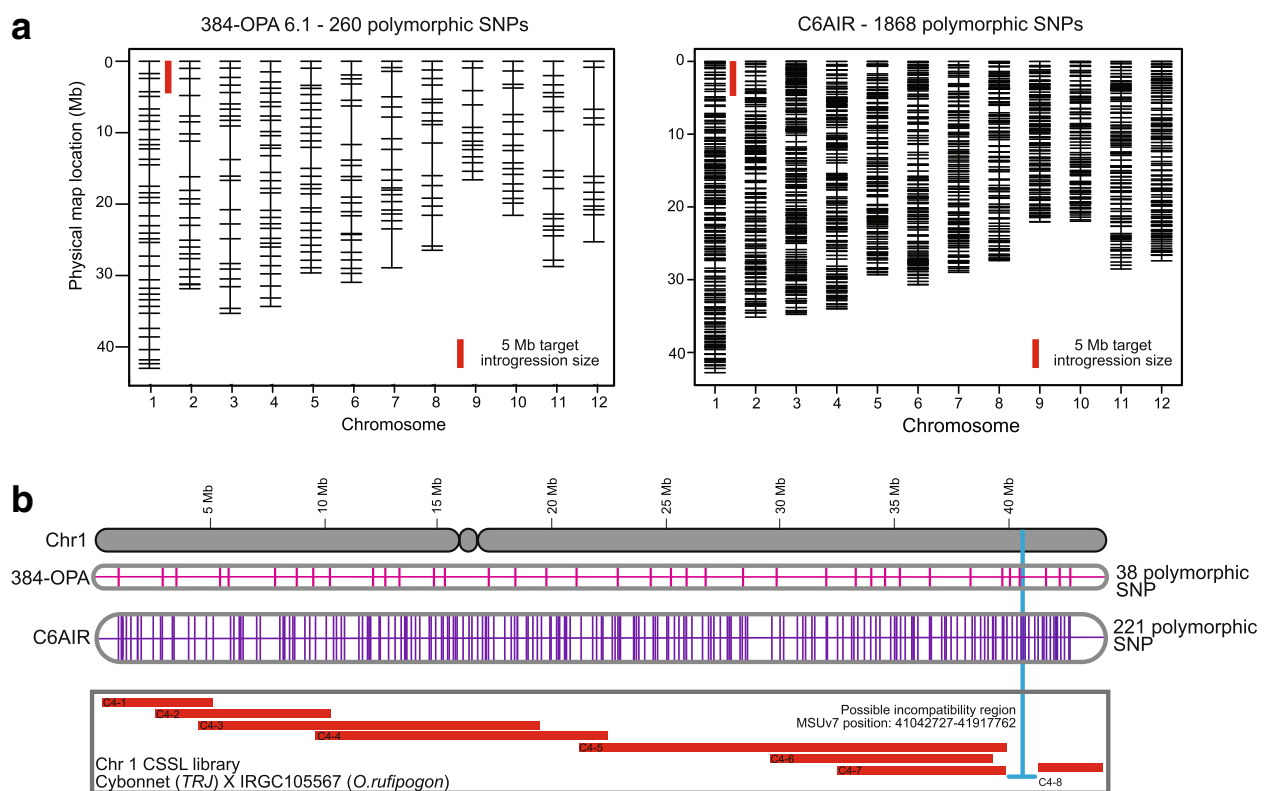 a
384-OPA 6.1 - 260 polymorphic SNPs
C6AIR - 1868 polymorphic SNPs
Physical map location (Mb)
0
10
20
30
40
5 Mb target
introgression size
1 2 3 4 5 6 7 8 9 10 11 12
Chromosome
0
10
20
30
40
5 Mb target
introgression size
1 2 3 4 5 6 7 8 9 10 11 12
Chromosome
b
5 Mb
10 Mb
15 Mb
20 Mb
25 Mb
30 Mb
35 Mb
40 Mb
Chr1
384-OPA
38 polymorphic
SNP
C6AIR
221 polymorphic
SNP
C4-1
C4-2
C4-3
C4-4
C4-5
C4-6
C4-7
C4-8
Possible incompatibility region
MSUv7 position: 41042727-41917762
Chr 1 CSSL library
Cybonnet (TRJ) X IRGC105567 (O.rufipogon)